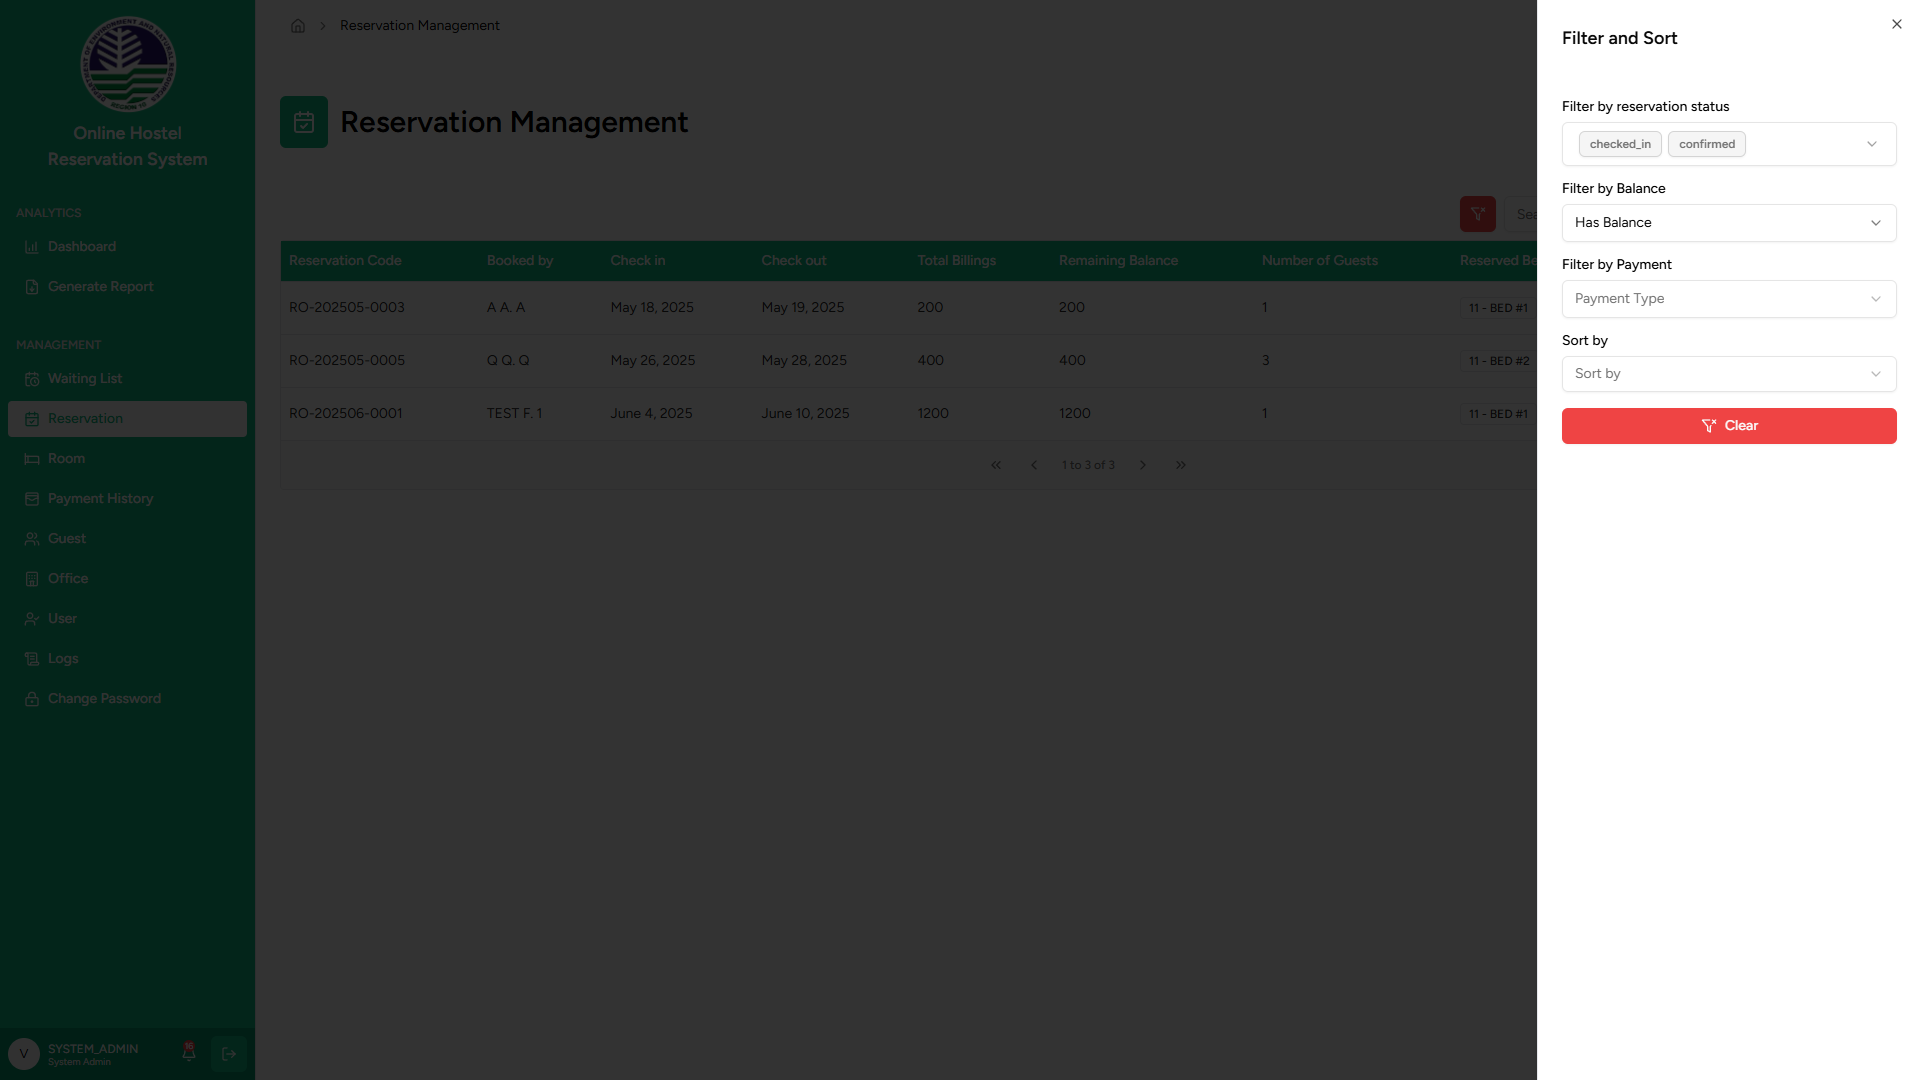 Online Hostel
Reservation System
ANALYTICS
Dashboard
Generate Report
MANAGEMENT
Waiting List
Reservation
Room
Payment History
Guest
Office
User
Logs
Change Password
V
SYSTEM_ADMIN
System Admin
16
Reservation Management
Reservation Management
Sea
Reservation Code Booked by Check in Check out Total Billings Remaining Balance Number of Guests Reserved Be
RO-202505-0003 A A. A May 18, 2025 May 19, 2025 200 200 1 11 - BED #1
RO-202505-0005 Q Q. Q May 26, 2025 May 28, 2025 400 400 3 11 - BED #2
RO-202506-0001 TEST F. 1 June 4, 2025 June 10, 2025 1200 1200 1 11 - BED #1
1 to 3 of 3
Filter and Sort
Filter by reservation status
checked_in confirmed
Filter by Balance
Has Balance
Filter by Payment
Payment Type
Sort by
Sort by
Clear